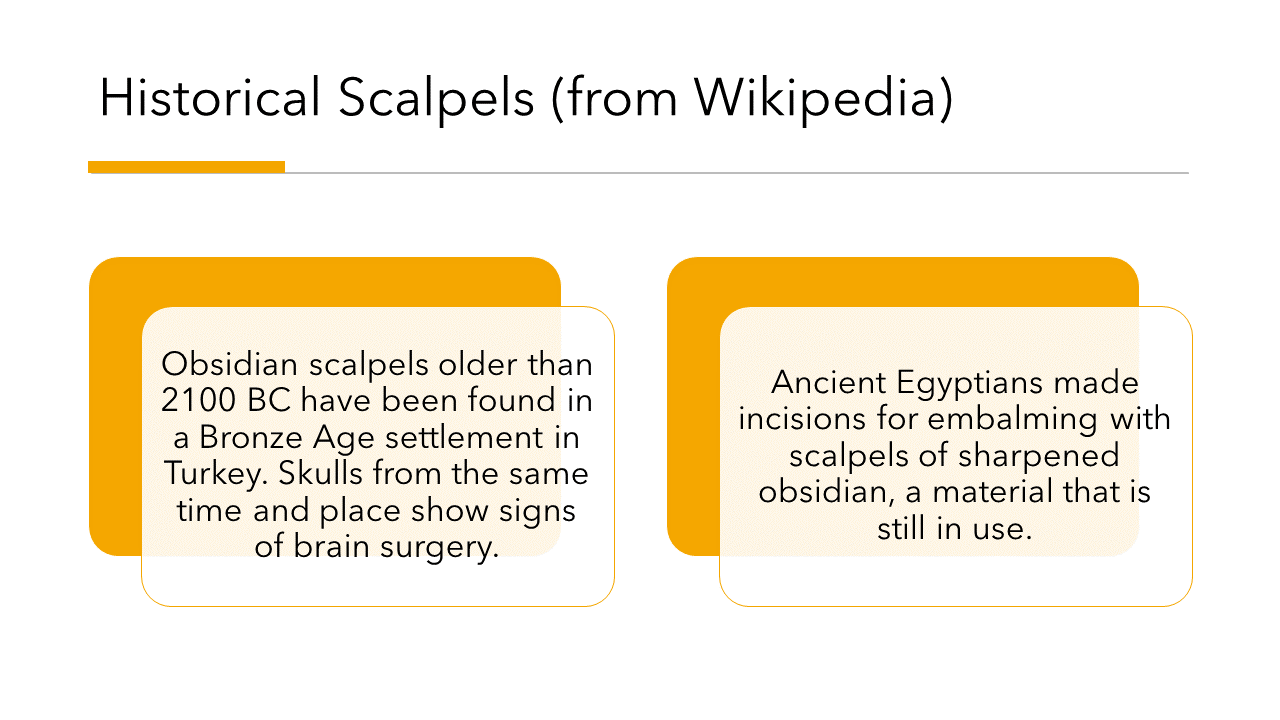 Historical Scalpels (from Wikipedia)
Obsidian scalpels older than
2100 BC have been found in
a Bronze Age settlement in
Turkey. Skulls from the same
time and place show signs
of brain surgery.
Ancient Egyptians made
incisions for embalming with
scalpels of sharpened
obsidian, a material that is
still in use.